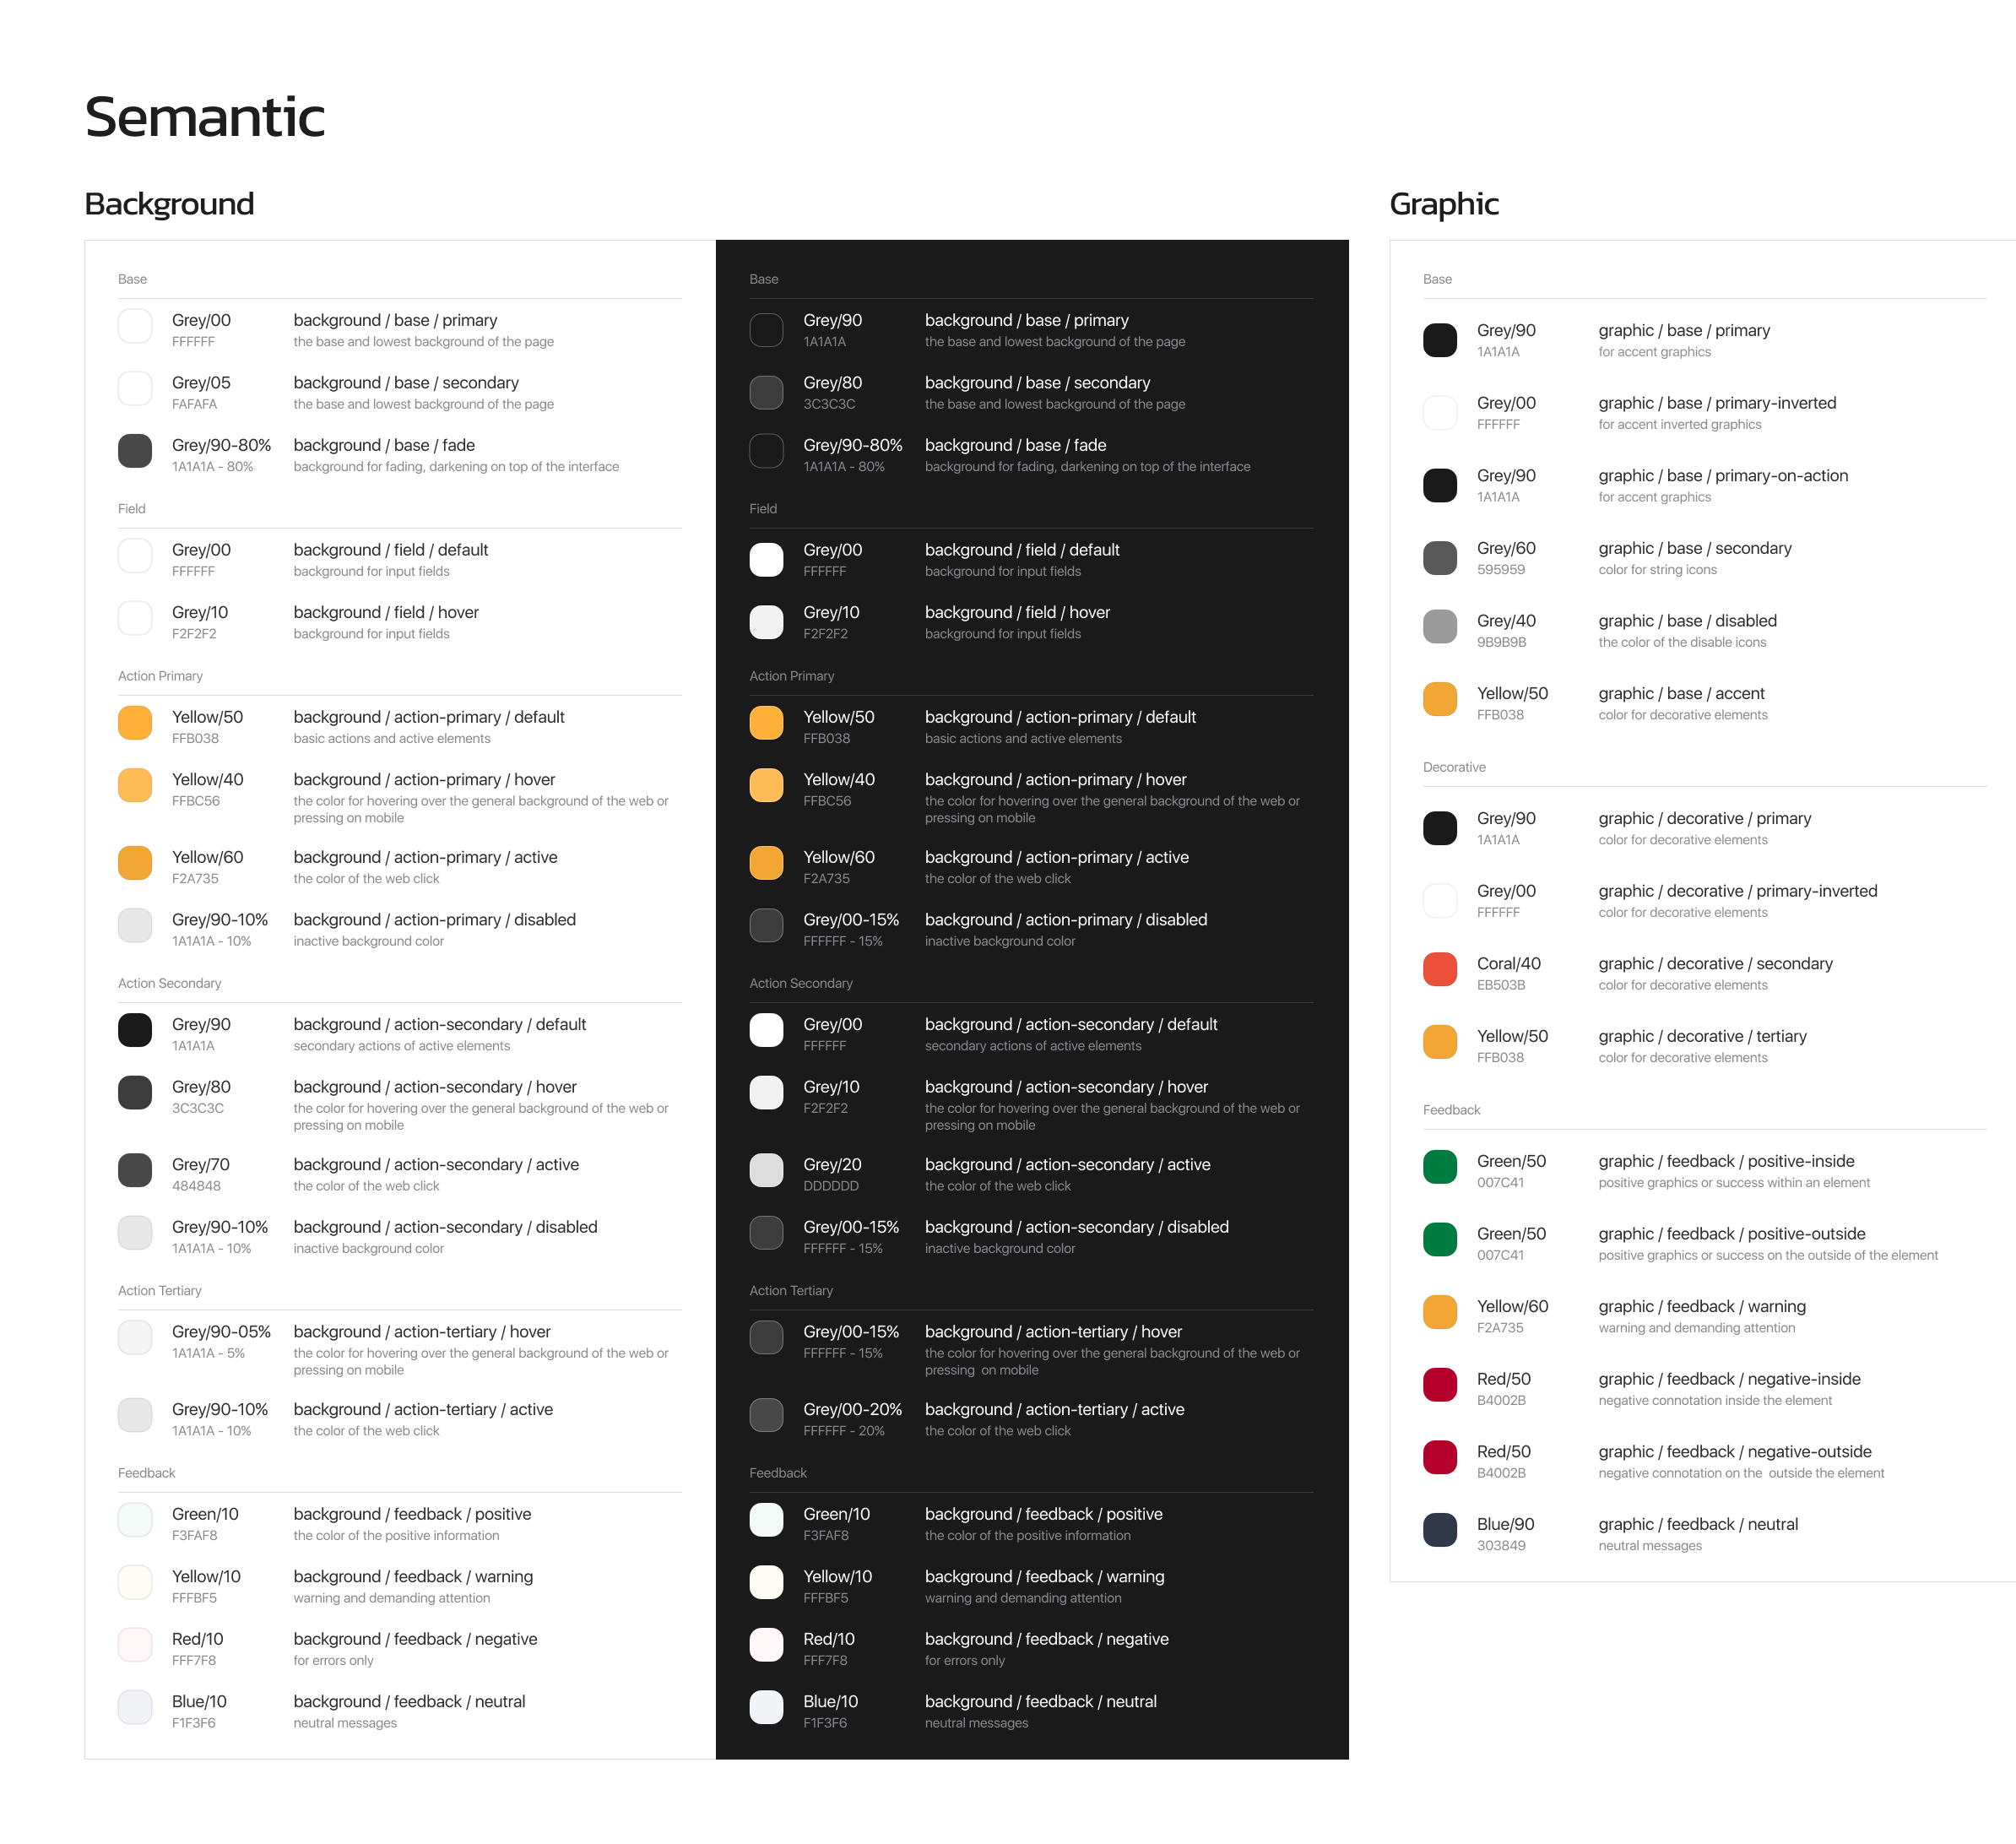 Semantic
Background
Base
Grey/00
FFFFFF
background / base / primary
the base and lowest background of the page
Grey/05
FAFAFA
background / base / secondary
the base and lowest background of the page
Grey/90-80%
1A1A1A - 80%
background / base / fade
background for fading, darkening on top of the interface
Field
Grey/00
FFFFFF
background / field / default
background for input fields
Grey/10
F2F2F2
background / field / hover
background for input fields
Action Primary
Yellow/50
FFB038
background / action-primary / default
basic actions and active elements
Yellow/40
FFBC56
background / action-primary / hover
the color for hovering over the general background of the web or
pressing on mobile
Yellow/60
F2A735
background / action-primary / active
the color of the web click
Grey/90-10%
1A1A1A - 10%
background / action-primary / disabled
inactive background color
Action Secondary
Grey/90
1A1A1A
background / action-secondary / default
secondary actions of active elements
Grey/80
3C3C3C
background / action-secondary / hover
the color for hovering over the general background of the web or
pressing on mobile
Grey/70
484848
background / action-secondary / active
the color of the web click
Grey/90-10%
1A1A1A - 10%
background / action-secondary / disabled
inactive background color
Action Tertiary
Grey/90-05%
1A1A1A - 5%
background / action-tertiary / hover
the color for hovering over the general background of the web or
pressing on mobile
Grey/90-10%
1A1A1A - 10%
background / action-tertiary / active
the color of the web click
Feedback
Green/10
F3FAF8
background / feedback / positive
the color of the positive information
Yellow/10
FFFBF5
background / feedback / warning
warning and demanding attention
Red/10
FFF7F8
background / feedback / negative
for errors only
Blue/10
F1F3F6
background / feedback / neutral
neutral messages
Base
Grey/90
1A1A1A
background / base / primary
the base and lowest background of the page
Grey/80
3C3C3C
background / base / secondary
the base and lowest background of the page
Grey/90-80%
1A1A1A - 80%
background / base / fade
background for fading, darkening on top of the interface
Field
Grey/00
FFFFFF
background / field / default
background for input fields
Grey/10
F2F2F2
background / field / hover
background for input fields
Action Primary
Yellow/50
FFB038
background / action-primary / default
basic actions and active elements
Yellow/40
FFBC56
background / action-primary / hover
the color for hovering over the general background of the web or
pressing on mobile
Yellow/60
F2A735
background / action-primary / active
the color of the web click
Grey/00-15%
FFFFFF - 15%
background / action-primary / disabled
inactive background color
Action Secondary
Grey/00
FFFFFF
background / action-secondary / default
secondary actions of active elements
Grey/10
F2F2F2
background / action-secondary / hover
the color for hovering over the general background of the web or
pressing on mobile
Grey/20
DDDDDD
background / action-secondary / active
the color of the web click
Grey/00-15%
FFFFFF - 15%
background / action-secondary / disabled
inactive background color
Action Tertiary
Grey/00-15%
FFFFFF - 15%
background / action-tertiary / hover
the color for hovering over the general background of the web or
pressing  on mobile
Grey/00-20%
FFFFFF - 20%
background / action-tertiary / active
the color of the web click
Feedback
Green/10
F3FAF8
background / feedback / positive
the color of the positive information
Yellow/10
FFFBF5
background / feedback / warning
warning and demanding attention
Red/10
FFF7F8
background / feedback / negative
for errors only
Blue/10
F1F3F6
background / feedback / neutral
neutral messages
Graphic
Base
Grey/90
1A1A1A
graphic / base / primary
for accent graphics
Grey/00
FFFFFF
graphic / base / primary-inverted
for accent inverted graphics
Grey/90
1A1A1A
graphic / base / primary-on-action
for accent graphics
Grey/60
595959
graphic / base / secondary
color for string icons
Grey/40
9B9B9B
graphic / base / disabled
the color of the disable icons
Yellow/50
FFB038
graphic / base / accent
color for decorative elements
Decorative
Grey/90
1A1A1A
graphic / decorative / primary
color for decorative elements
Grey/00
FFFFFF
graphic / decorative / primary-inverted
color for decorative elements
Coral/40
EB503B
graphic / decorative / secondary
color for decorative elements
Yellow/50
FFB038
graphic / decorative / tertiary
color for decorative elements
Feedback
Green/50
007C41
graphic / feedback / positive-inside
positive graphics or success within an element
Green/50
007C41
graphic / feedback / positive-outside
positive graphics or success on the outside of the element
Yellow/60
F2A735
graphic / feedback / warning
warning and demanding attention
Red/50
B4002B
graphic / feedback / negative-inside
negative connotation inside the element
Red/50
B4002B
graphic / feedback / negative-outside
negative connotation on the  outside the element
Blue/90
303849
graphic / feedback / neutral
neutral messages